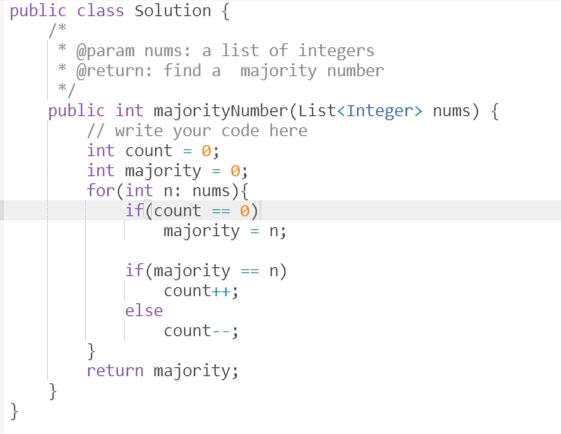 public class Solution {
/*
* @param nums: a list of integers
* @return: find a  majority number
*/
public int majorityNumber(List<Integer> nums) {
// write your code here
int count = 0;
int majority = 0;
for(int n: nums){
if(count == 0)
majority = n;
if(majority == n)
count++;
else
count--;
}
return majority;
}
}